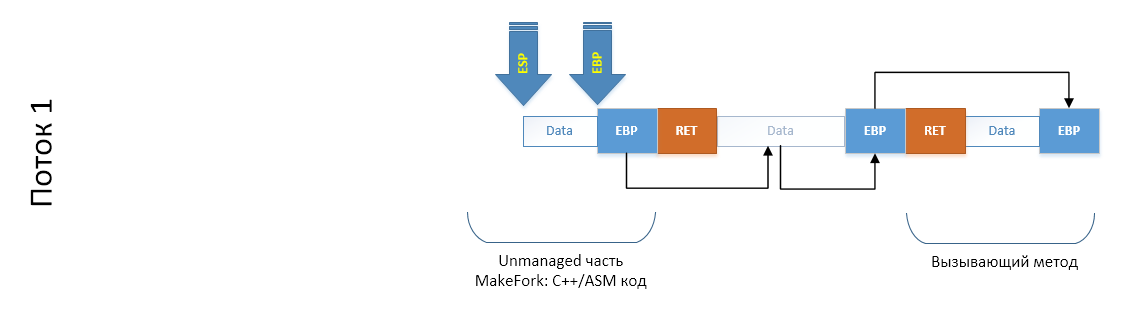 Поток 1
ESP
EBP
Data
EBP
RET
Data
EBP
RET
Data
EBP
Unmanaged часть
MakeFork: C++/ASM код
Вызывающий метод